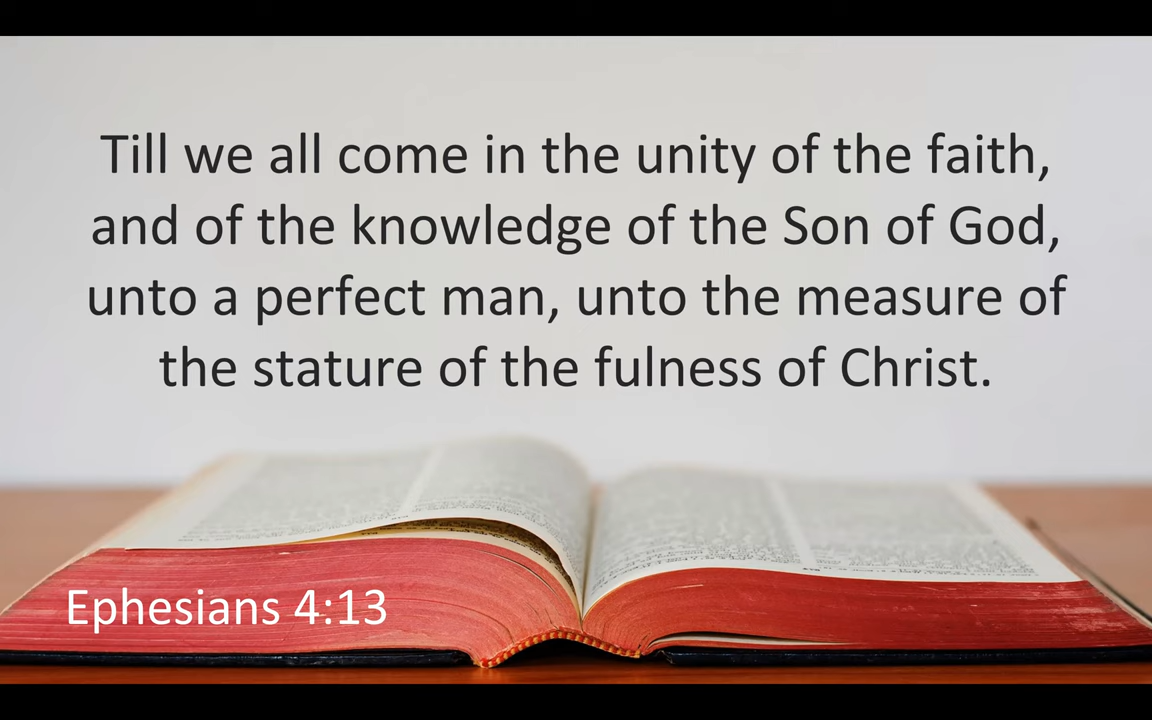 Till we all come in the unity of the faith,
and of the knowledge of the Son of God,
unto a perfect man, unto the measure of
the stature of the fulness of Christ.
Ephesians 4:13